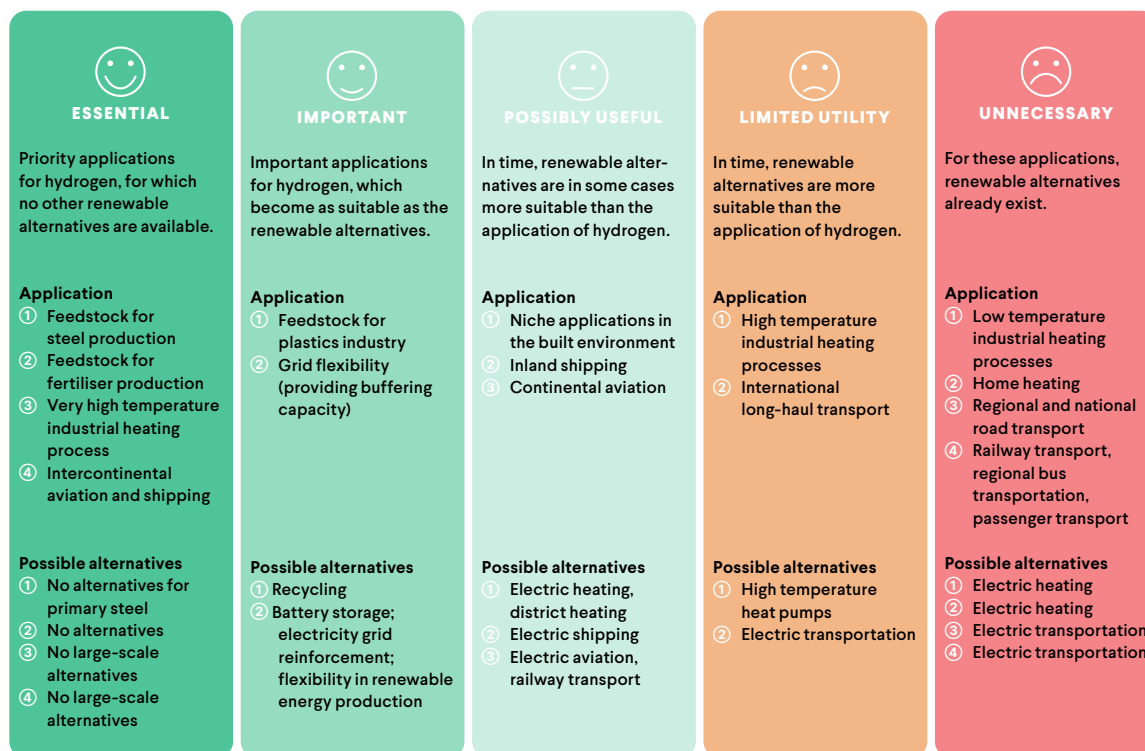 ESSENTIAL
Priority applications
for hydrogen, for which
no other renewable
alternatives are available.
Application
① Feedstock for
steel production
② Feedstock for
fertiliser production
③ Very high temperature
industrial heating
process
④ Intercontinental
aviation and shipping
Possible alternatives
① No alternatives for
primary steel
② No alternatives
③ No large-scale
alternatives
④ No large-scale
alternatives
IMPORTANT
Important applications
for hydrogen, which
become as suitable as the
renewable alternatives.
Application
① Feedstock for
plastics industry
② Grid flexibility
(providing buffering
capacity)
Possible alternatives
① Recycling
② Battery storage;
electricity grid
reinforcement;
flexibility in renewable
energy production
POSSIBLY USEFUL
In time, renewable alter-
natives are in some cases
more suitable than the
application of hydrogen.
Application
① Niche applications in
the built environment
② Inland shipping
③ Continental aviation
Possible alternatives
① Electric heating,
district heating
② Electric shipping
③ Electric aviation,
railway transport
LIMITED UTILITY
In time, renewable
alternatives are more
suitable than the
application of hydrogen.
Application
① High temperature
industrial heating
processes
② International
long-haul transport
Possible alternatives
① High temperature
heat pumps
② Electric transportation
UNNECESSARY
For these applications,
renewable alternatives
already exist.
Application
① Low temperature
industrial heating
processes
② Home heating
③ Regional and national
road transport
④ Railway transport,
regional bus
transportation,
passenger transport
Possible alternatives
① Electric heating
② Electric heating
③ Electric transportation
④ Electric transportation